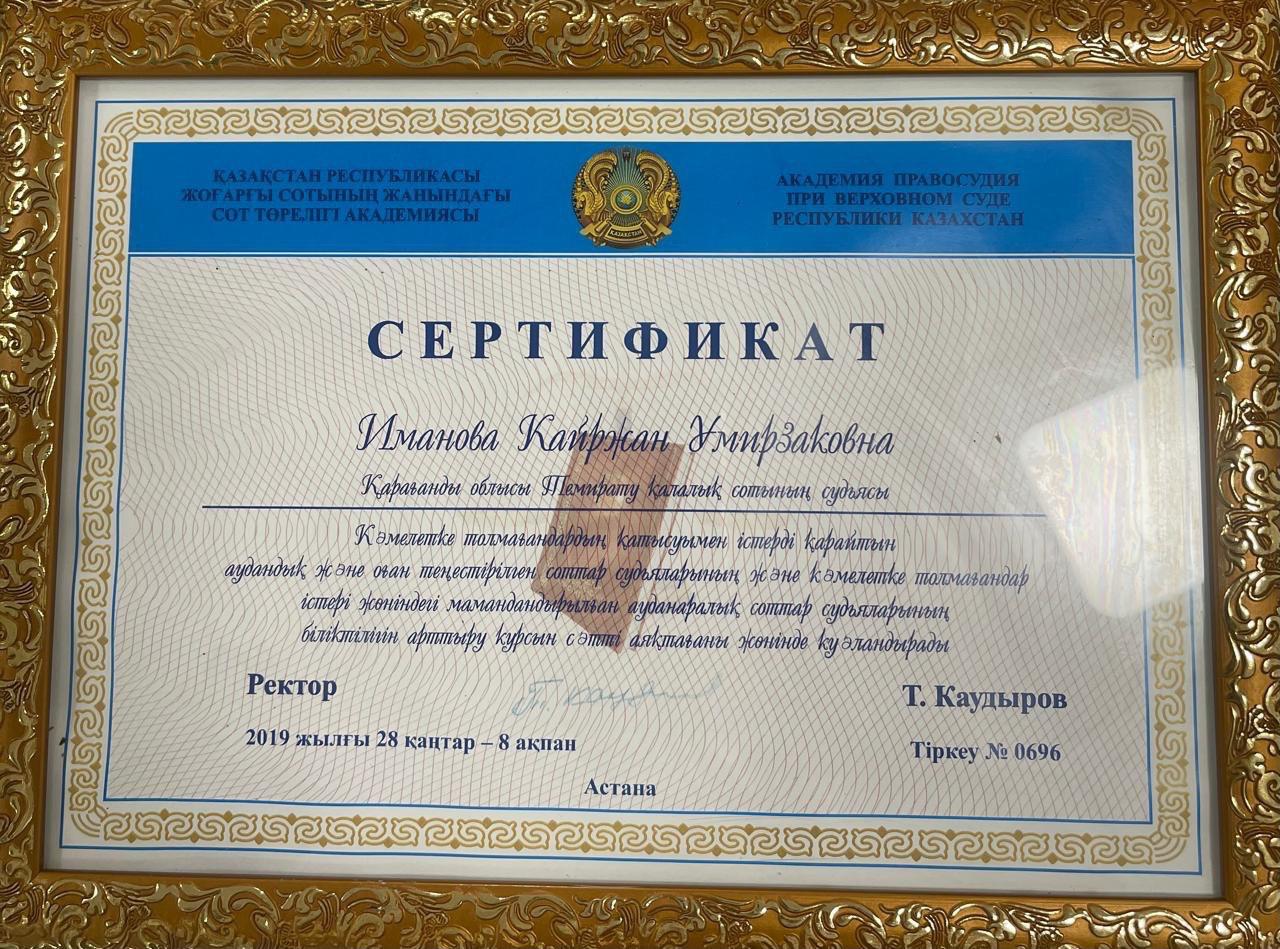 ҚАЗАҚСТАН РЕСПУБЛИКАСЫ
ЖОҒАРҒЫ СОТЫНЫҢ ЖАНЫНДАҒЫ
СОТ ТӨРЕЛІГІ АКАДЕМИЯСЫ
ҚАЗАҚСТАН
АКАДЕМИЯ ПРАВОСУДИЯ
ПРИ ВЕРХОВНОМ СУДЕ
РЕСПУБЛИКИ КАЗАХСТАН
СЕРТИФИКАТ
Иманова Кайржан Умирзаковна
Қарағанды облысы Темиратау қалалық сотының судьясы
Кәмелетке толмағандардың қатысуымен істерді қарайтын
аудандық және оған теңестірілген соттар судьяларының және кәмелетке толмағандар
істері жөніндегі мамандандырылған ауданаралық соттар судьяларының
біліктілігін арттыру курсын сәтті аяқтағаны жөнінде куәландырады
Ректор
Т. Каудыров
2019 жылғы 28 қаңтар – 8 ақпан
Тіркеу № 0696
Астана